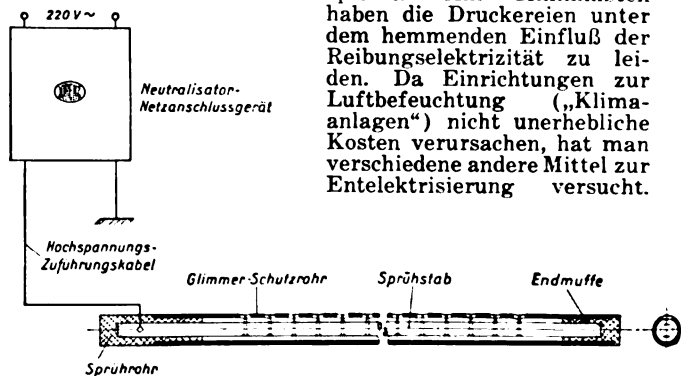 220 V ~
Neutralisator-
Netzanschlussgerät
haben die Druckereien unter
dem hemmenden Einfluß der
Reibungselektrizität zu lei-
den. Da Einrichtungen zur
Luftbefeuchtung („Klima-
anlagen“) nicht unerhebliche
Kosten verursachen, hat man
verschiedene andere Mittel zur
Entelektrisierung versucht.
Hochspannungs-
Zuführungskabel
Glimmer-Schutzrohr Sprühstab Endmuffe
Sprührohr